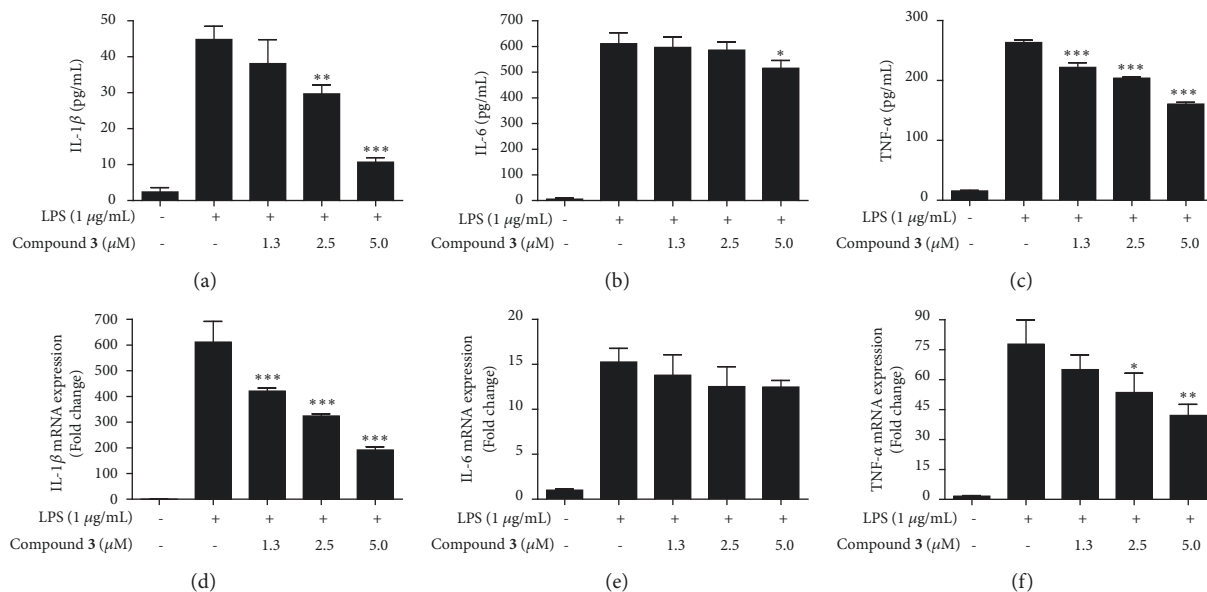 50
40
30
20
10
0
IL-1β (pg/mL)
**
***
LPS (1 μg/mL) - + + + +
Compound 3 (μM) - - 1.3 2.5 5.0
(a)
700
600
500
400
300
200
100
0
IL-6 (pg/mL)
*
LPS (1 μg/mL) - + + + +
Compound 3 (μM) - - 1.3 2.5 5.0
(b)
300
200
100
0
TNF-α (pg/mL)
***
***
***
LPS (1 μg/mL) - + + + +
Compound 3 (μM) - - 1.3 2.5 5.0
(c)
700
600
500
400
300
200
100
0
IL-1β mRNA expression
(Fold change)
***
***
***
LPS (1 μg/mL) - + + + +
Compound 3 (μM) - - 1.3 2.5 5.0
(d)
20
15
10
5
0
IL-6 mRNA expression
(Fold change)
LPS (1 μg/mL) - + + + +
Compound 3 (μM) - - 1.3 2.5 5.0
(e)
90
75
60
45
30
15
0
TNF-α mRNA expression
(Fold change)
*
**
LPS (1 μg/mL) - + + + +
Compound 3 (μM) - - 1.3 2.5 5.0
(f)